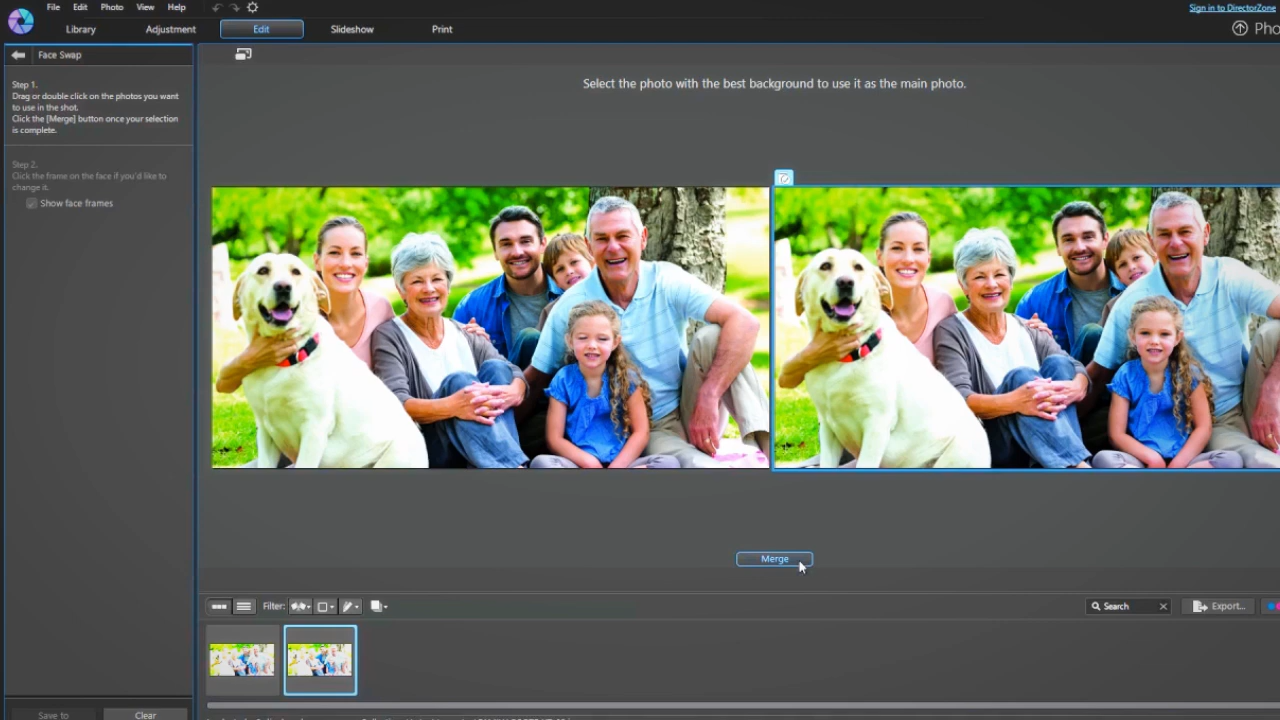 File Edit Photo View Help
Sign in to DirectorZone
Library Adjustment Edit Slideshow Print
Pho
Face Swap
Step 1.
Drag or double click on the photos you want
to use in the shot.
Click the [Merge] button once your selection
is complete.
Step 2.
Click the frame on the face if you'd like to
change it.
Show face frames
Select the photo with the best background to use it as the main photo.
Merge
Filter:
Search
Export...
Save to Clear